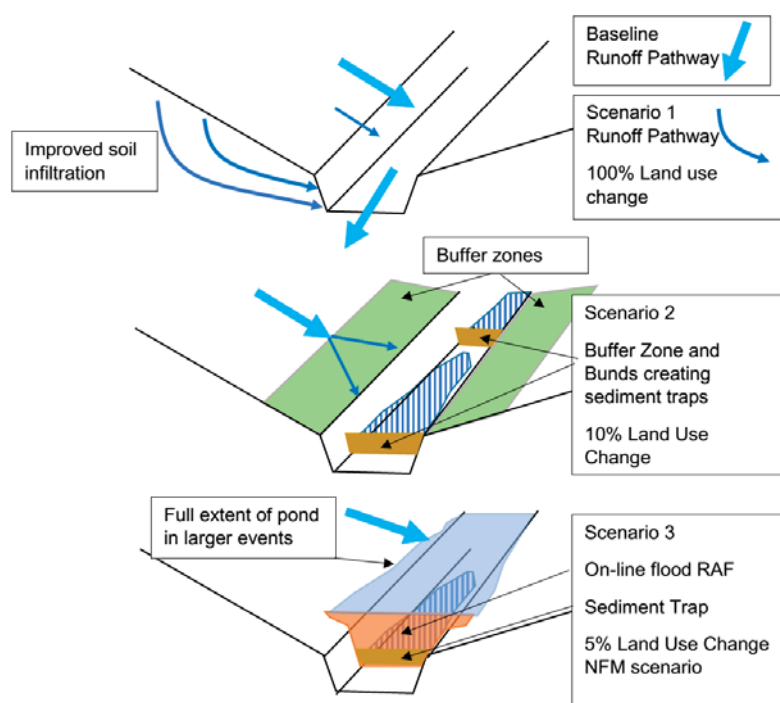 Baseline
Runoff Pathway
Scenario 1
Runoff Pathway
100% Land use
change
Improved soil
infiltration
Buffer zones
Scenario 2
Buffer Zone and
Bunds creating
sediment traps
10% Land Use
Change
Full extent of pond
in larger events
Scenario 3
On-line flood RAF
Sediment Trap
5% Land Use Change
NFM scenario